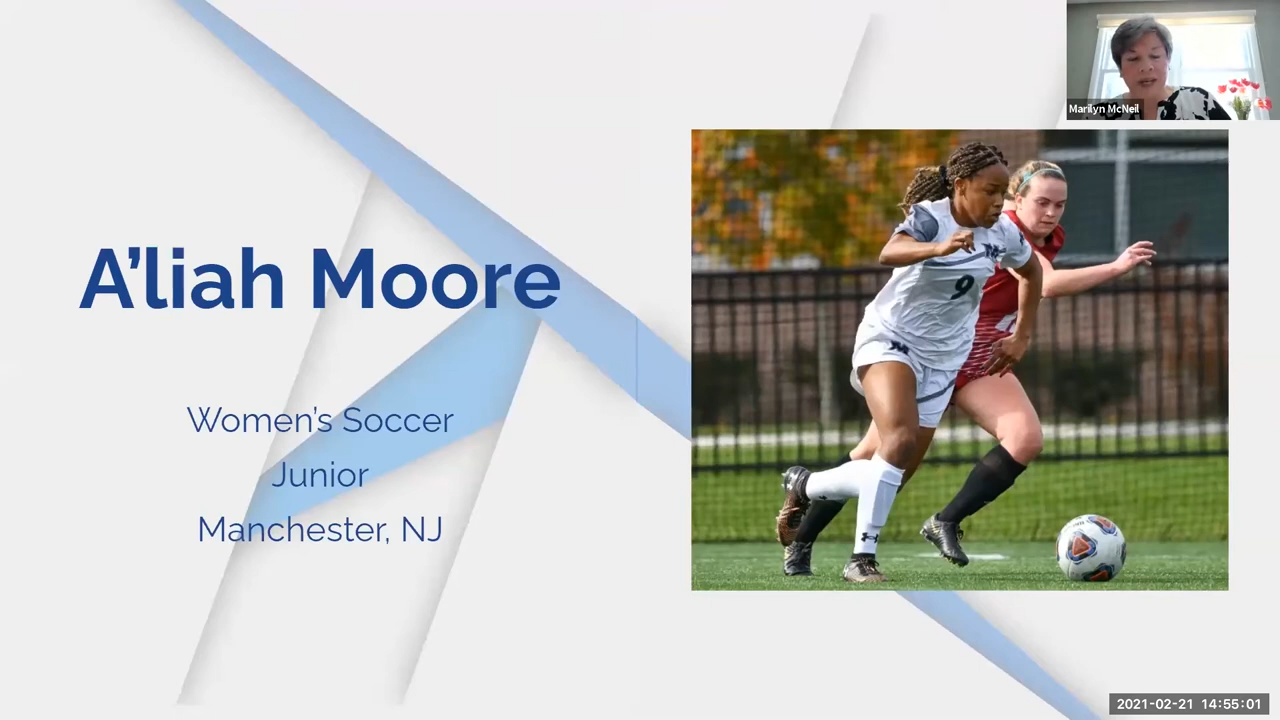 Marilyn McNeil
A’liah Moore
Women’s Soccer
Junior
Manchester, NJ
M
9
M
2021-02-21 14:55:01